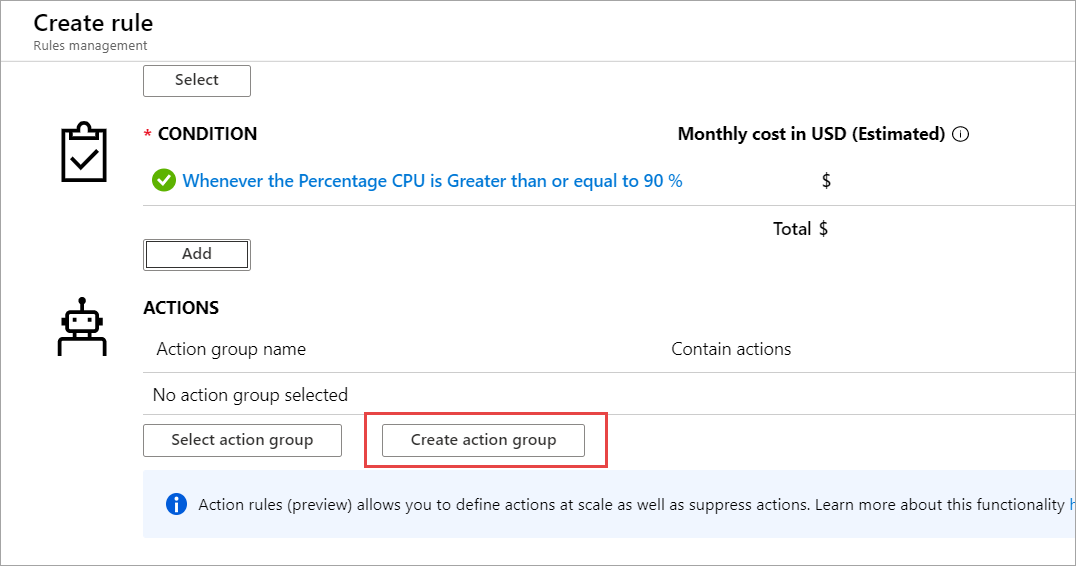 Create rule
Rules management
Select
* CONDITION
Monthly cost in USD (Estimated)
Whenever the Percentage CPU is Greater than or equal to 90 %
$
Total $
Add
ACTIONS
Action group name
Contain actions
No action group selected
Select action group
Create action group
Action rules (preview) allows you to define actions at scale as well as suppress actions. Learn more about this functionality